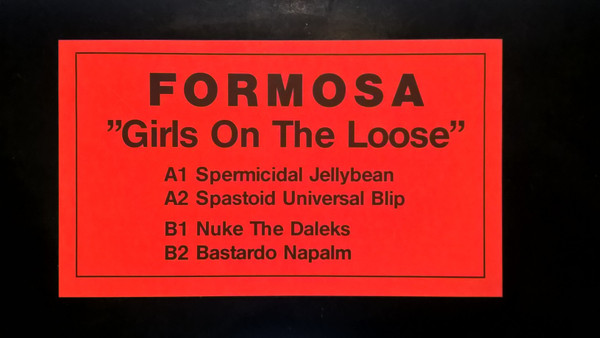 FORMOSA
”Girls On The Loose”
A1 Spermicidal Jellybean
A2 Spastoid Universal Blip
B1 Nuke The Daleks
B2 Bastardo Napalm